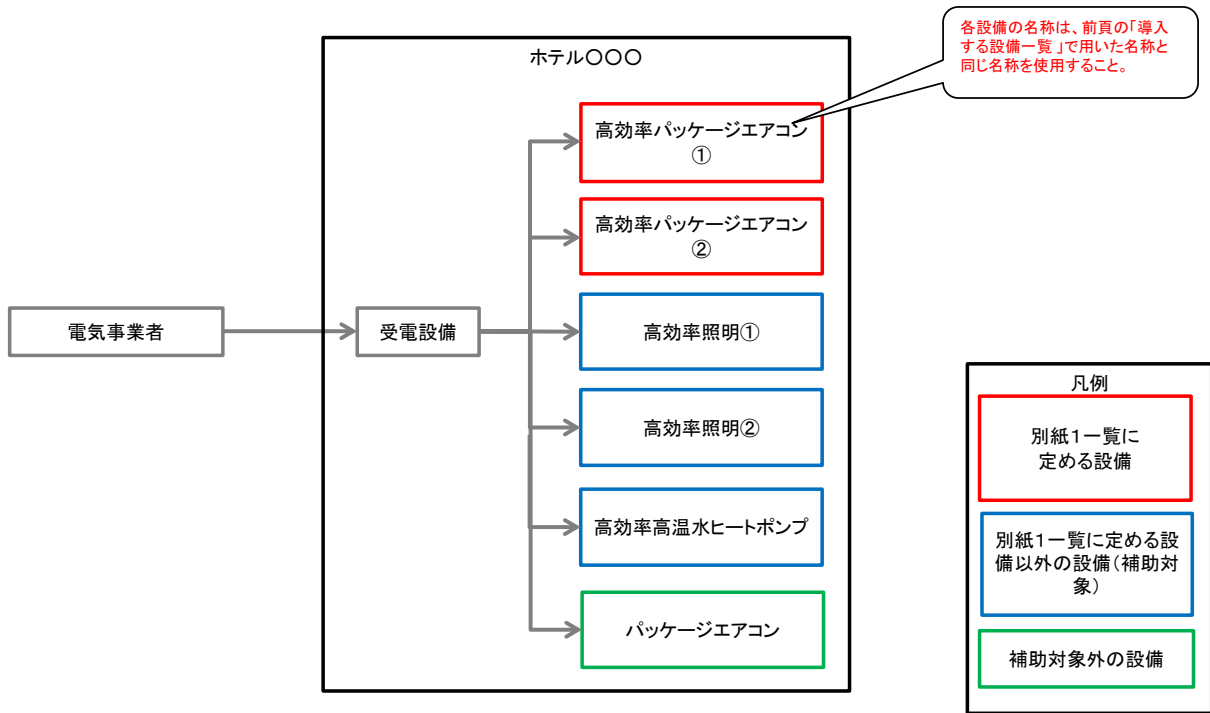 各設備の名称は、前頁の「導入
する設備一覧」で用いた名称と
同じ名称を使用すること。
ホテル〇〇〇
高効率パッケージエアコン
①
高効率パッケージエアコン
②
電気事業者
受電設備
高効率照明①
高効率照明②
高効率高温水ヒートポンプ
パッケージエアコン
凡例
別紙1一覧に
定める設備
別紙1一覧に定める設
備以外の設備(補助対
象)
補助対象外の設備